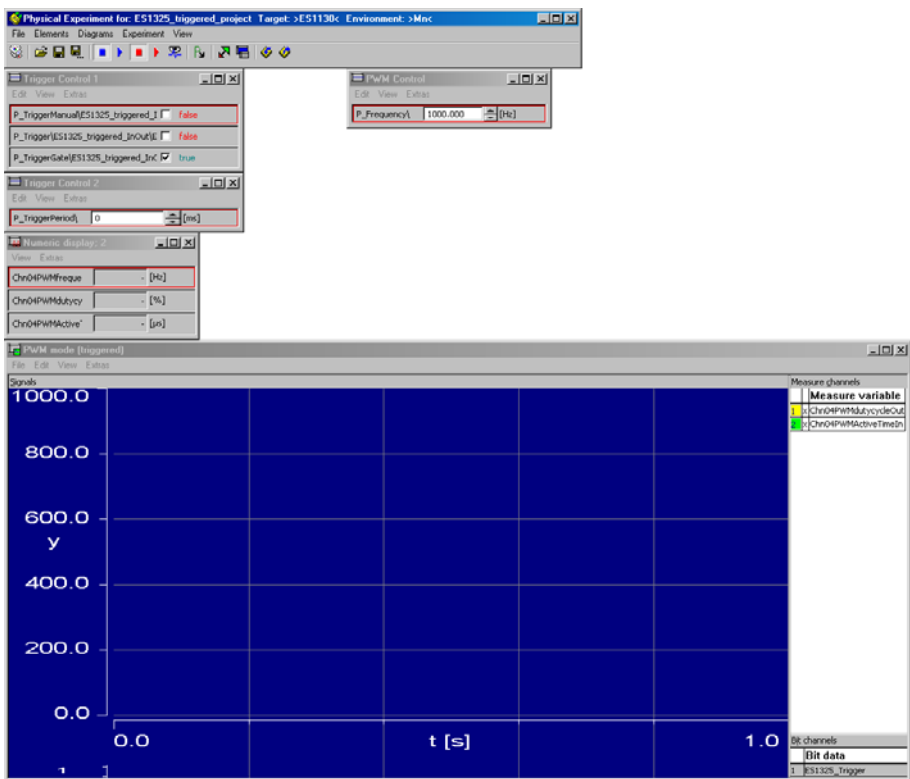 Physical Experiment for: ES1325_triggered_project Target: >ES1130< Environment: >Mn<
File Elements Diagrams Experiment View
Trigger Control 1
Edit View Extras
P_TriggerManual\ES1325_triggered_I false
P_Trigger\ES1325_triggered_InOut\E false
P_TriggerGate\ES1325_triggered_InC true
PWM Control
Edit View Extras
P_Frequency\ 1000.000 [Hz]
Trigger Control 2
Edit View Extras
P_TriggerPeriod\ 0 [ms]
Numeric display: 2
View Extras
Chn04PWMfreque - [Hz]
Chn04PWMdutycy - [%]
Chn04PWMActive' - [µs]
PWM mode [triggered]
File Edit View Extras
Signals
1000.0
800.0
600.0
y
400.0
200.0
0.0
0.0 t [s] 1.0
1
Measure channels
Measure variable
1 x Chn04PWMdutycycleOut
2 x Chn04PWMActiveTimeIn
Bit channels
Bit data
1 ES1325_Trigger